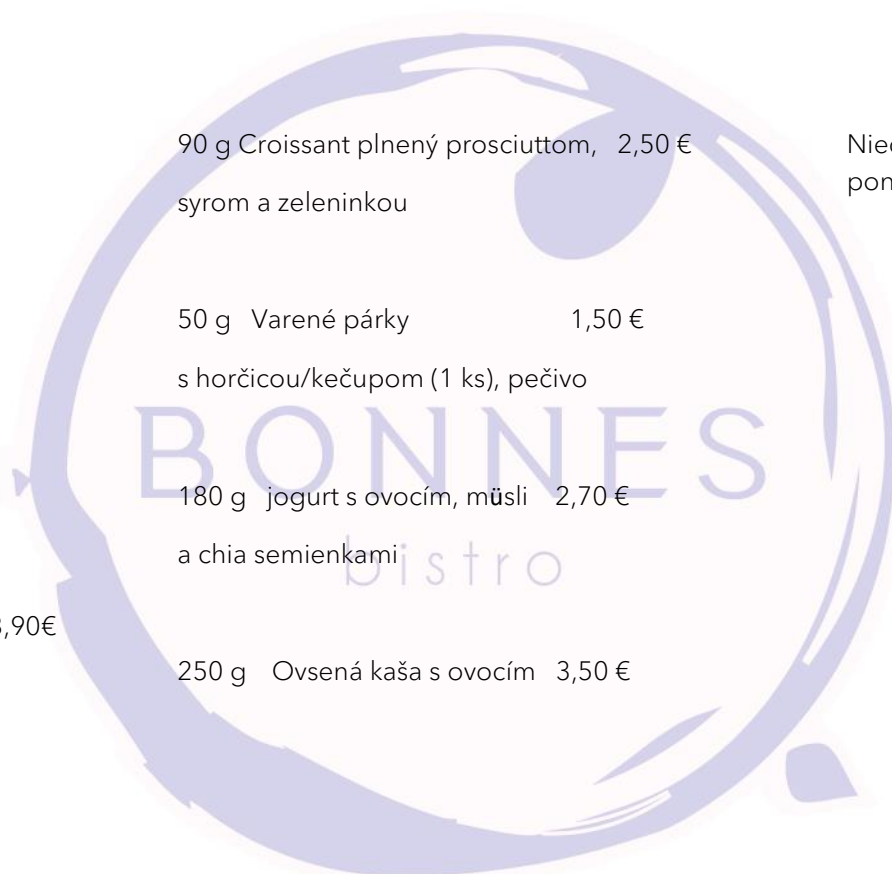 90 g Croissant plnený prosciuttom, 2,50 €
syrom a zeleninkou
50 g Varené párky 1,50 €
s horčicou/kečupom (1 ks), pečivo
BONNES
180 g jogurt s ovocím, müsli 2,70 €
a chia semienkami
bistro
,90€
250 g Ovsená kaša s ovocím 3,50 €